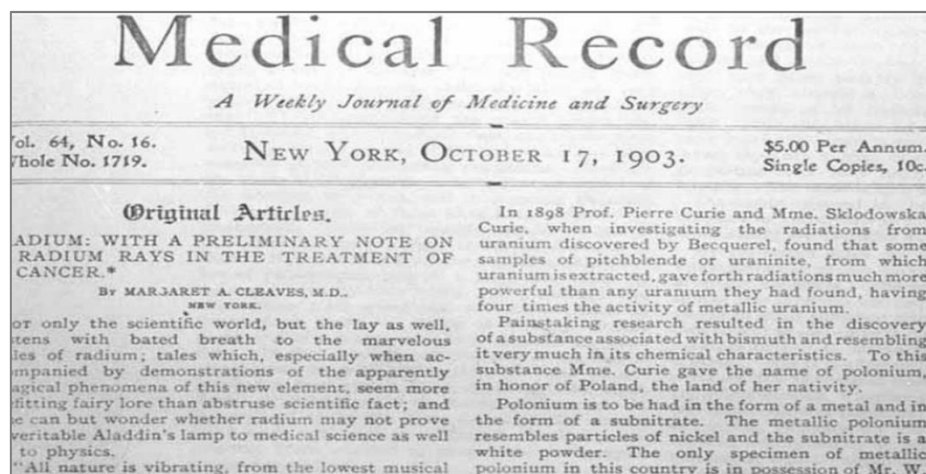 Medical Record
A Weekly Journal of Medicine and Surgery
ol. 64, No. 16.
hole No. 1719.
NEW YORK, OCTOBER 17, 1903.
$5.00 Per Annum.
Single Copies, 10c.
Original Articles.
ADIUM: WITH A PRELIMINARY NOTE ON
RADIUM RAYS IN THE TREATMENT OF
CANCER.*
BY MARGARET A. CLEAVES, M.D.,
NEW YORK.
OT only the scientific world, but the lay as well,
tens with bated breath to the marvelous
les of radium; tales which, especially when ac-
mpanied by demonstrations of the apparently
agical phenomena of this new element, seem more
fitting fairy lore than abstruse scientific fact; and
e can but wonder whether radium may not prove
veritable Aladdin's lamp to medical science as well
to physics.
"All nature is vibrating, from the lowest musical
In 1898 Prof. Pierre Curie and Mme. Sklodowska
Curie, when investigating the radiations from
uranium discovered by Becquerel, found that some
samples of pitchblende or uraninite, from which
uranium is extracted, gave forth radiations much more
powerful than any uranium they had found, having
four times the activity of metallic uranium.
Painstaking research resulted in the discovery
of a substance associated with bismuth and resembling
it very much in its chemical characteristics. To this
substance Mme. Curie gave the name of polonium,
in honor of Poland, the land of her nativity.
Polonium is to be had in the form of a metal and in
the form of a subnitrate. The metallic polonium
resembles particles of nickel and the subnitrate is a
white powder. The only specimen of metallic
polonium in this country is in possession of Mr. W.